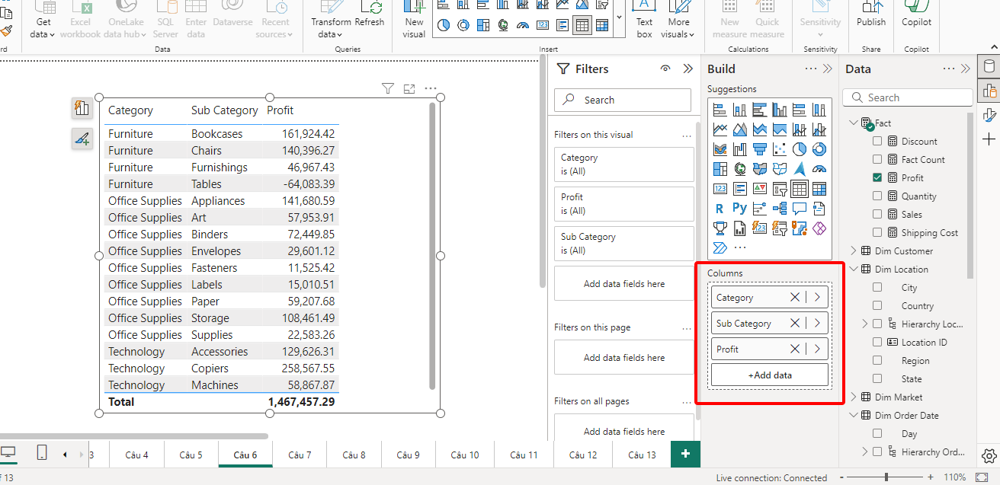 Get data
Excel workbook
OneLake data hub
SQL Server
Enter data
Dataverse
Recent sources
Transform data
Refresh
New visual
123
Text box
More visuals
New measure
Quick measure
Sensitivity
Publish
Copilot
rd
Data
Queries
Insert
Calculations
Sensitivity
Share
Copilot
Category Sub Category Profit
Furniture Bookcases 161,924.42
Furniture Chairs 140,396.27
Furniture Furnishings 46,967.43
Furniture Tables -64,083.39
Office Supplies Appliances 141,680.59
Office Supplies Art 57,953.91
Office Supplies Binders 72,449.85
Office Supplies Envelopes 29,601.12
Office Supplies Fasteners 11,525.42
Office Supplies Labels 15,010.51
Office Supplies Paper 59,207.68
Office Supplies Storage 108,461.49
Office Supplies Supplies 22,583.26
Technology Accessories 129,626.31
Technology Copiers 258,567.55
Technology Machines 58,867.87
Total 1,467,457.29
Filters
Search
Filters on this visual ...
Category
is (All)
Profit
is (All)
Sub Category
is (All)
Add data fields here
Filters on this page ...
Add data fields here
Filters on all pages ...
Add data fields here
Build ...
Suggestions
123
R Py
123
...
Columns
Category
Sub Category
Profit
+Add data
Data ...
Search
Fact
Discount
Fact Count
Profit
Quantity
Sales
Shipping Cost
Dim Customer
Dim Location
City
Country
Hierarchy Loc...
Location ID
Region
State
Dim Market
Dim Order Date
Day
Hierarchy Ord...
3 Câu 4 Câu 5 Câu 6 Câu 7 Câu 8 Câu 9 Câu 10 Câu 11 Câu 12 Câu 13 +
f 13
Live connection: Connected - + 110%